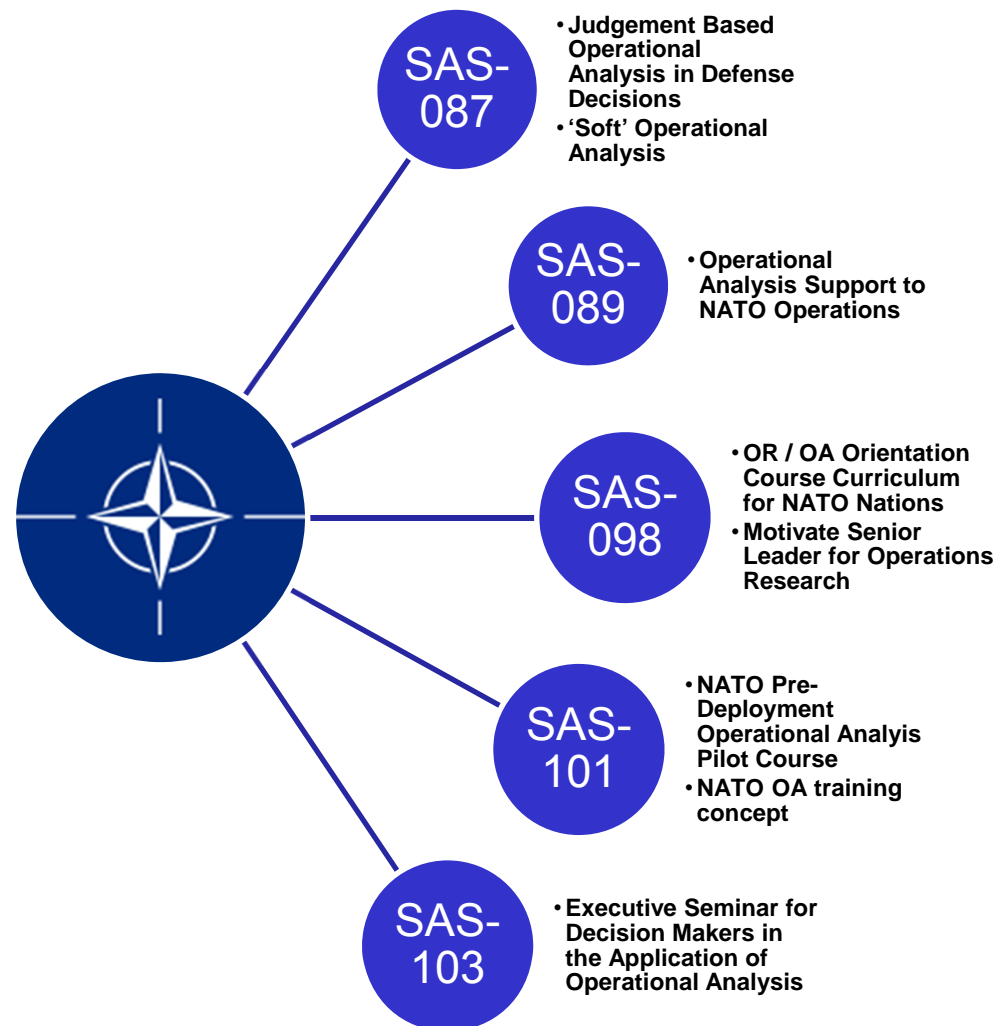 SAS-
087
• Judgement Based
Operational
Analysis in Defense
Decisions
• ‘Soft’ Operational
Analysis
SAS-
089
• Operational
Analysis Support to
NATO Operations
SAS-
098
• OR / OA Orientation
Course Curriculum
for NATO Nations
• Motivate Senior
Leader for Operations
Research
SAS-
101
• NATO Pre-
Deployment
Operational Analyis
Pilot Course
• NATO OA training
concept
SAS-
103
• Executive Seminar for
Decision Makers in
the Application of
Operational Analysis